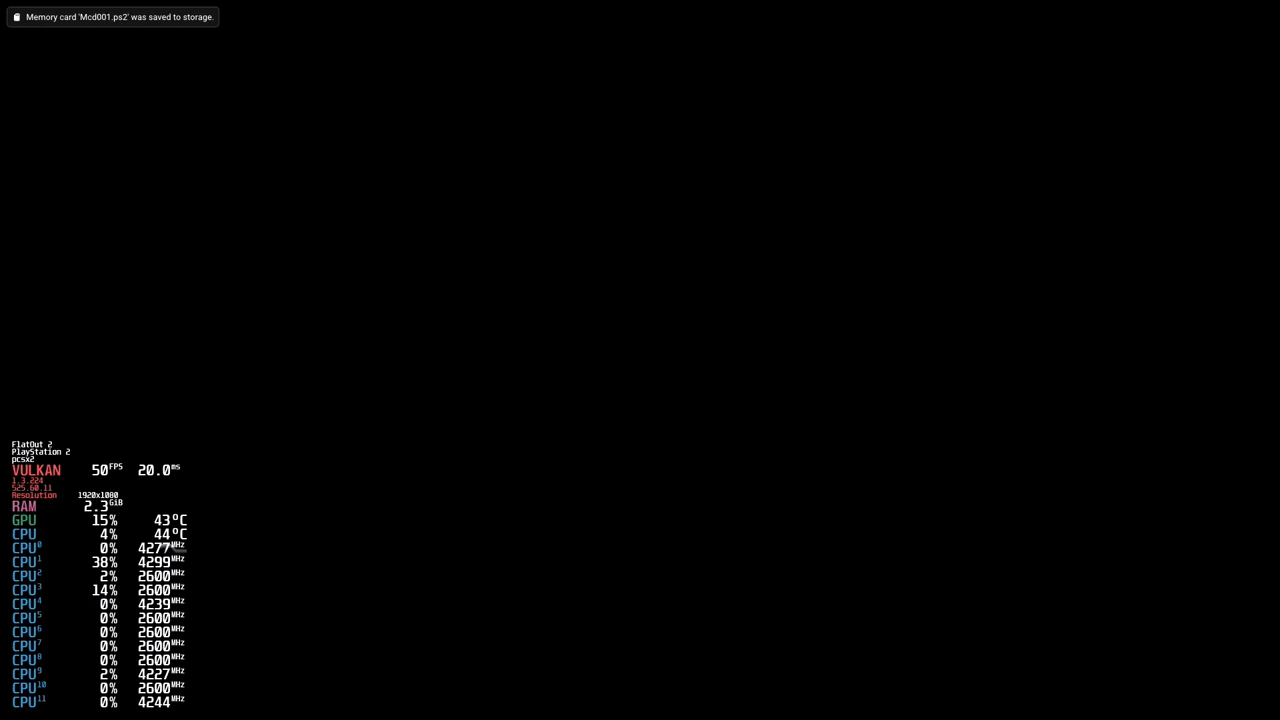 Memory card 'Mcd001.ps2' was saved to storage.
FlatOut 2
PlayStation 2
pcsx2
VULKAN 50FPS 20.0ms
1.3.224
525.60.11
Resolution 1920x1080
RAM 2.3GiB
GPU 15% 43°C
CPU 4% 44°C
CPU0 0% 4277MHz
CPU1 38% 4299MHz
CPU2 2% 2600MHz
CPU3 14% 2600MHz
CPU4 0% 4239MHz
CPU5 0% 2600MHz
CPU6 0% 2600MHz
CPU7 0% 2600MHz
CPU8 0% 2600MHz
CPU9 2% 4227MHz
CPU10 0% 2600MHz
CPU11 0% 4244MHz